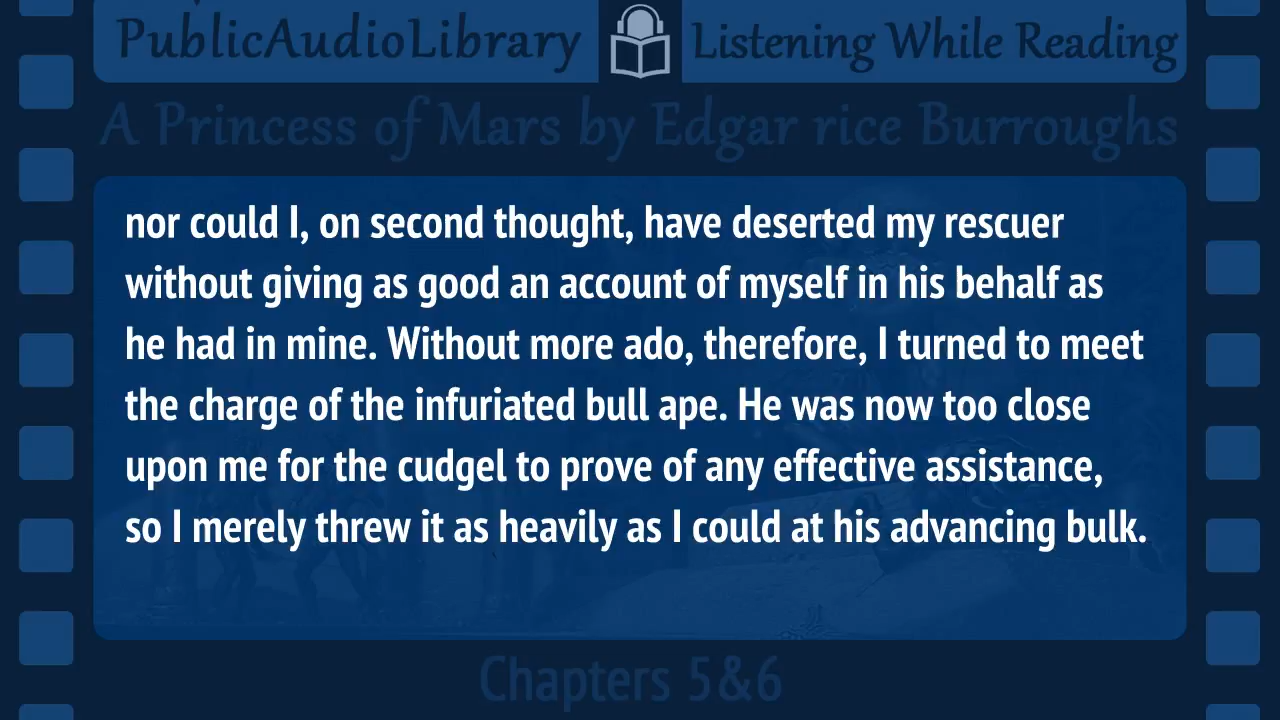 PublicAudioLibrary Listening While Reading
A Princess of Mars by Edgar rice Burroughs
nor could I, on second thought, have deserted my rescuer
without giving as good an account of myself in his behalf as
he had in mine. Without more ado, therefore, I turned to meet
the charge of the infuriated bull ape. He was now too close
upon me for the cudgel to prove of any effective assistance,
so I merely threw it as heavily as I could at his advancing bulk.
Chapters 5&6